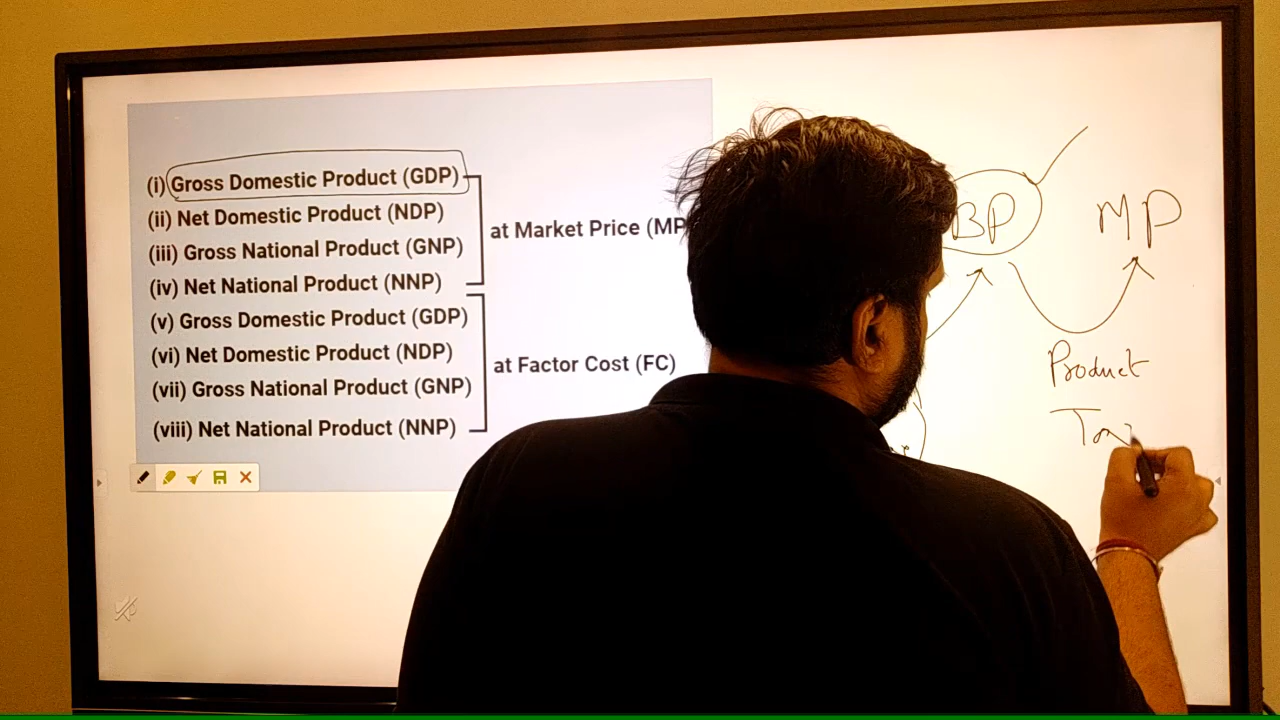 (i) Gross Domestic Product (GDP)
(ii) Net Domestic Product (NDP)
(iii) Gross National Product (GNP)
(iv) Net National Product (NNP)
at Market Price (MP
(v) Gross Domestic Product (GDP)
(vi) Net Domestic Product (NDP)
(vii) Gross National Product (GNP)
(viii) Net National Product (NNP)
at Factor Cost (FC)
BP
MP
Product